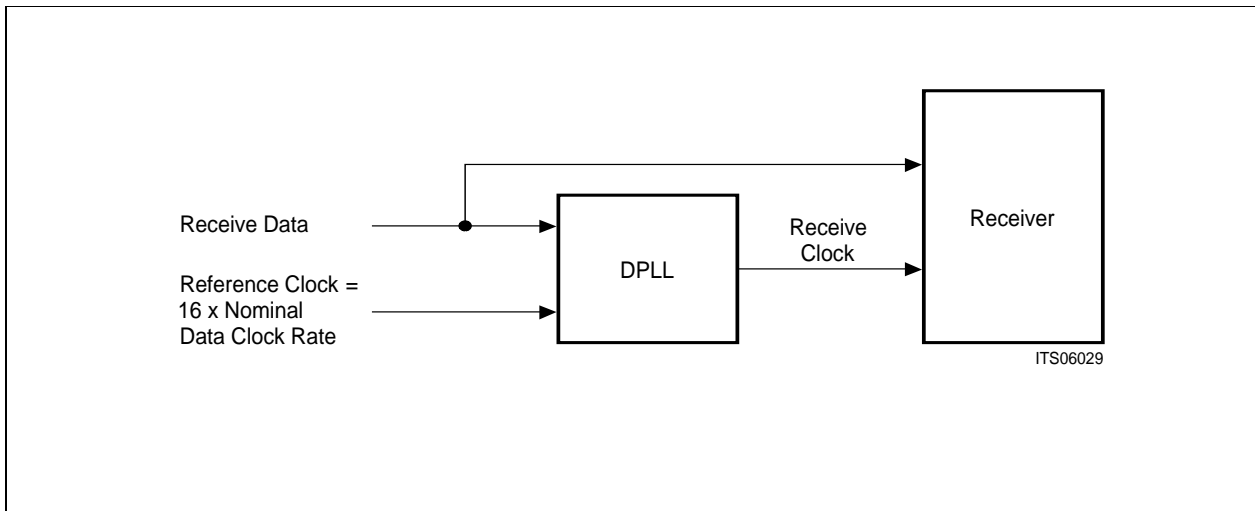 Receive Data
Reference Clock =
16 x Nominal
Data Clock Rate
DPLL
Receive
Clock
Receiver
ITS06029